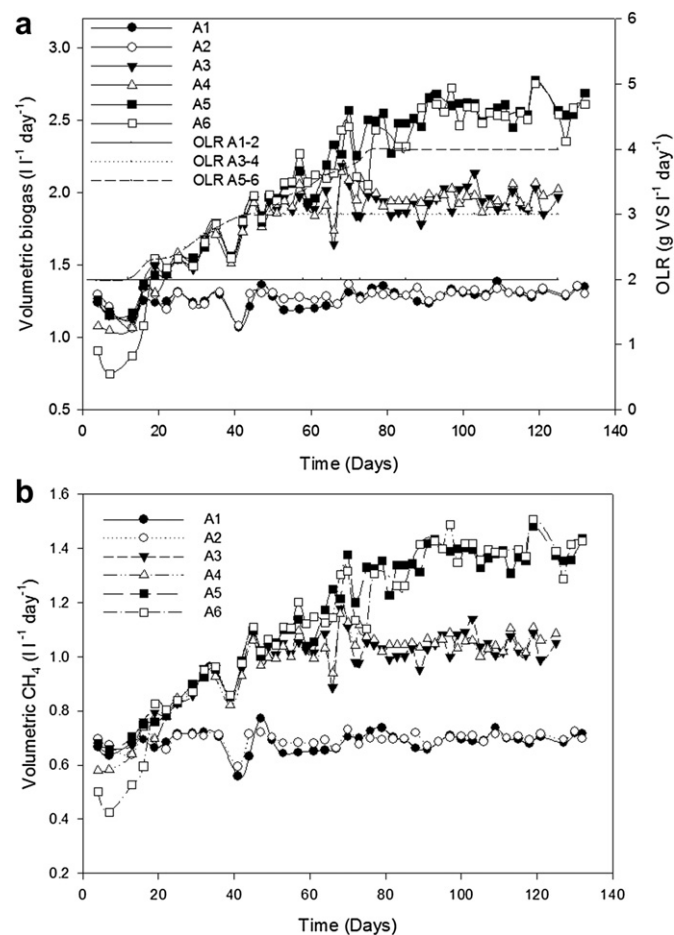 a
A1
A2
A3
A4
A5
A6
OLR A1-2
OLR A3-4
OLR A5-6
Volumetric biogas (l l⁻¹ day⁻¹)
3.0
2.5
2.0
1.5
1.0
0.5
OLR (g VS l⁻¹ day⁻¹)
6
5
4
3
2
1
0
0 20 40 60 80 100 120 140
Time (Days)
b
A1
A2
A3
A4
A5
A6
Volumetric CH₄ (l l⁻¹ day⁻¹)
1.6
1.4
1.2
1.0
0.8
0.6
0.4
0.2
0 20 40 60 80 100 120 140
Time (Days)